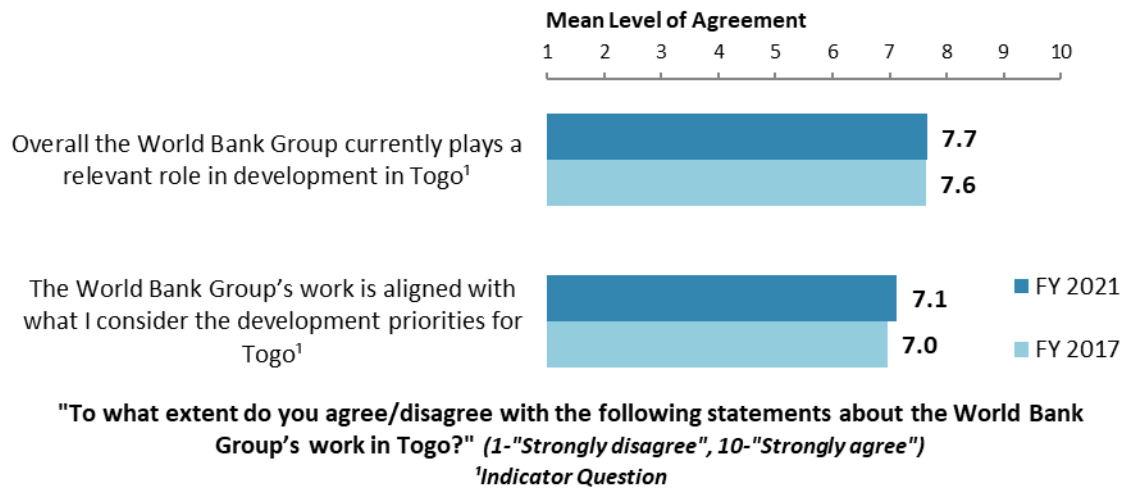 Mean Level of Agreement
1 2 3 4 5 6 7 8 9 10
Overall the World Bank Group currently plays a
relevant role in development in Togo¹
7.7
7.6
The World Bank Group’s work is aligned with
what I consider the development priorities for
Togo¹
7.1
7.0
FY 2021
FY 2017
"To what extent do you agree/disagree with the following statements about the World Bank
Group’s work in Togo?" (1-"Strongly disagree", 10-"Strongly agree")
¹Indicator Question